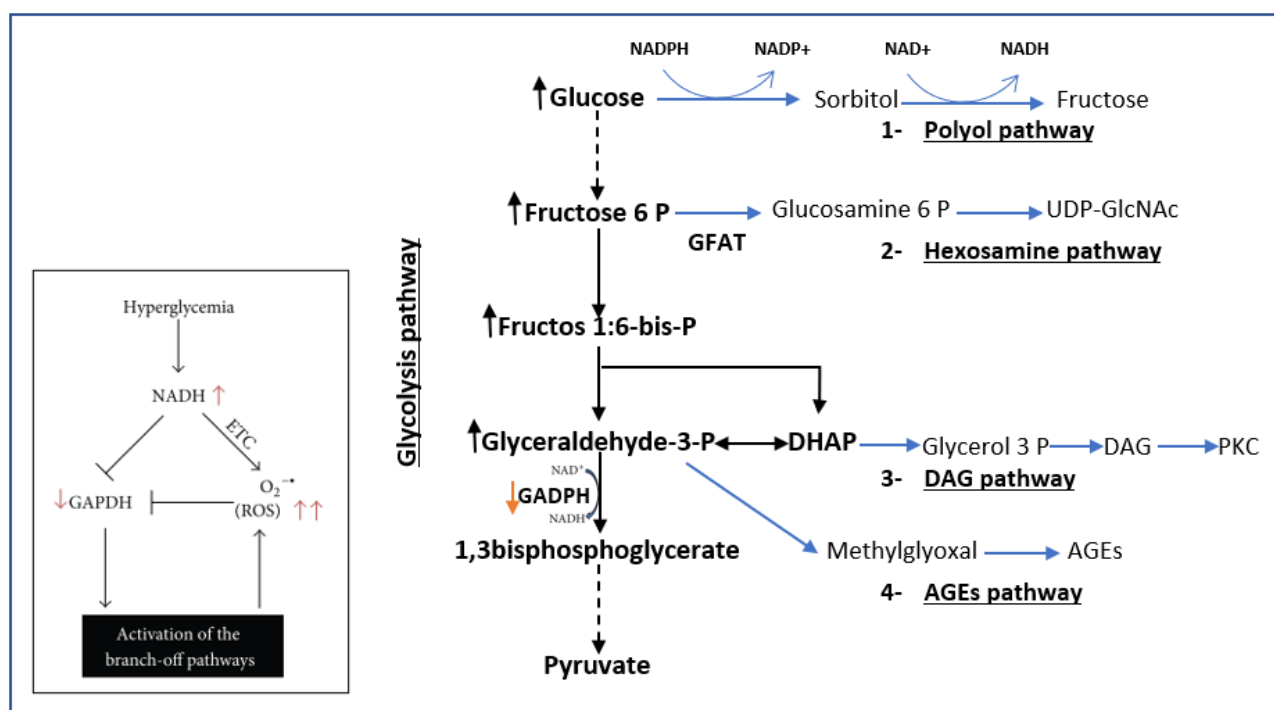 NADPH NADP+ NAD+ NADH
Glucose Sorbitol Fructose
1- Polyol pathway
Fructose 6 P Glucosamine 6 P UDP-GlcNAc
GFAT
2- Hexosamine pathway
Glycolysis pathway
Fructos 1:6-bis-P
Glyceraldehyde-3-P DHAP Glycerol 3 P DAG PKC
3- DAG pathway
NAD⁺
GADPH
NADH
1,3bisphosphoglycerate
Methylglyoxal AGEs
4- AGEs pathway
Pyruvate
Hyperglycemia
NADH
ETC
O₂⁻•
GAPDH (ROS)
Activation of the
branch-off pathways